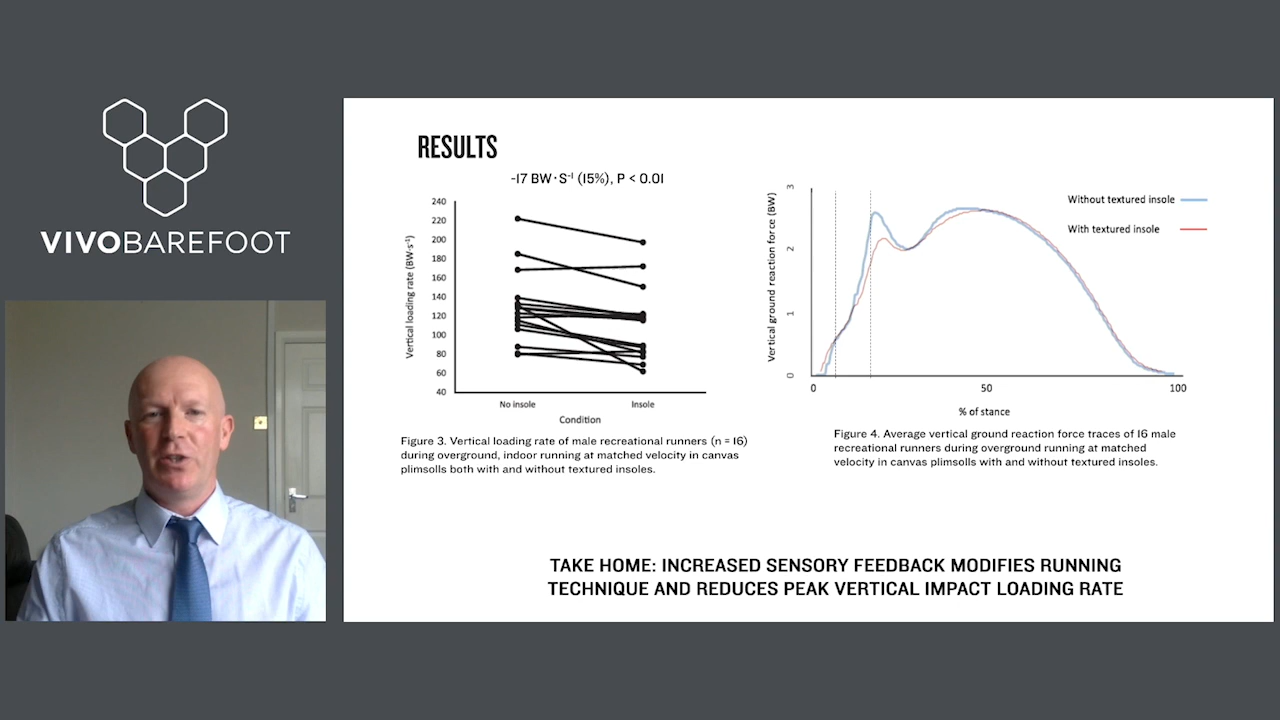 VIVOBAREFOOT
RESULTS
-17 BW·S⁻¹ (15%), P < 0.01
Vertical loading rate (BW·s⁻¹)
240
220
200
180
160
140
120
100
80
60
40
No insole
Insole
Condition
Figure 3. Vertical loading rate of male recreational runners (n = 16)
during overground, indoor running at matched velocity in canvas
plimsolls both with and without textured insoles.
Vertical ground reaction force (BW)
3
2
1
0
Without textured insole
With textured insole
0
50
100
% of stance
Figure 4. Average vertical ground reaction force traces of 16 male
recreational runners during overground running at matched
velocity in canvas plimsolls with and without textured insoles.
TAKE HOME: INCREASED SENSORY FEEDBACK MODIFIES RUNNING
TECHNIQUE AND REDUCES PEAK VERTICAL IMPACT LOADING RATE